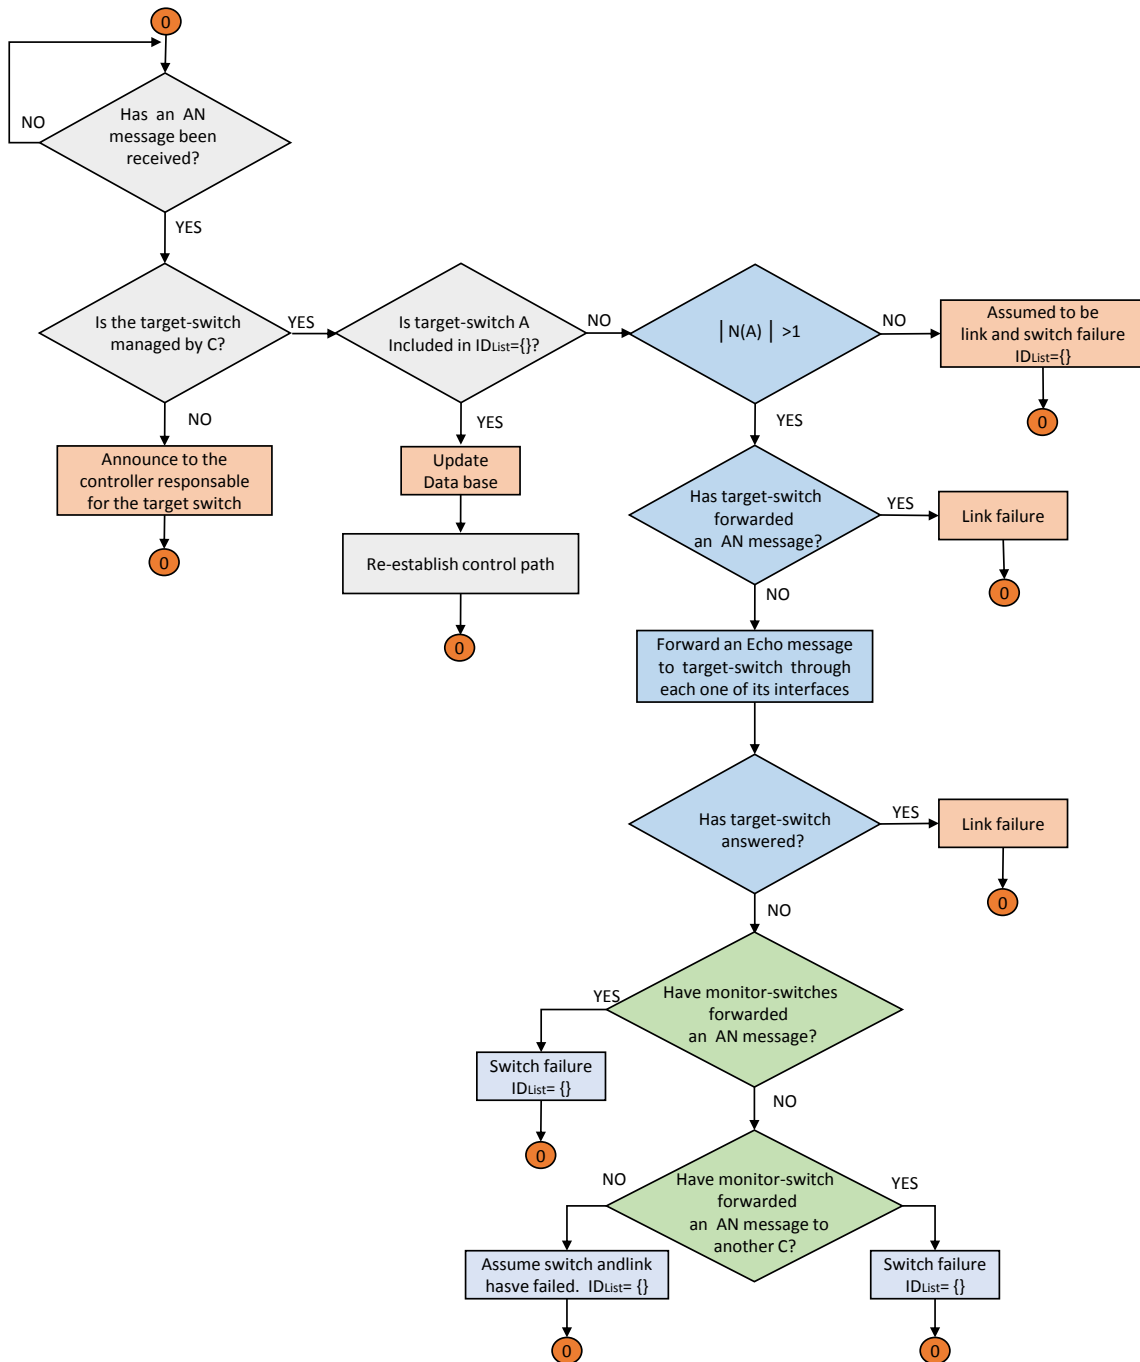 0
Has an AN
message been
received?
NO
YES
Is the target-switch
managed by C?
YES
Is target-switch A
Included in IDList={}?
NO
|N(A)| >1
NO
Assumed to be
link and switch failure
IDList={}
0
NO
Announce to the
controller responsable
for the target switch
0
YES
Update
Data base
Re-establish control path
0
YES
Has target-switch
forwarded
an AN message?
YES
Link failure
0
NO
Forward an Echo message
to target-switch through
each one of its interfaces
Has target-switch
answered?
YES
Link failure
0
NO
Have monitor-switches
forwarded
an AN message?
YES
Switch failure
IDList= {}
0
NO
Have monitor-switch
forwarded
an AN message to
another C?
NO
Assume switch andlink
hasve failed. IDList= {}
0
YES
Switch failure
IDList= {}
0